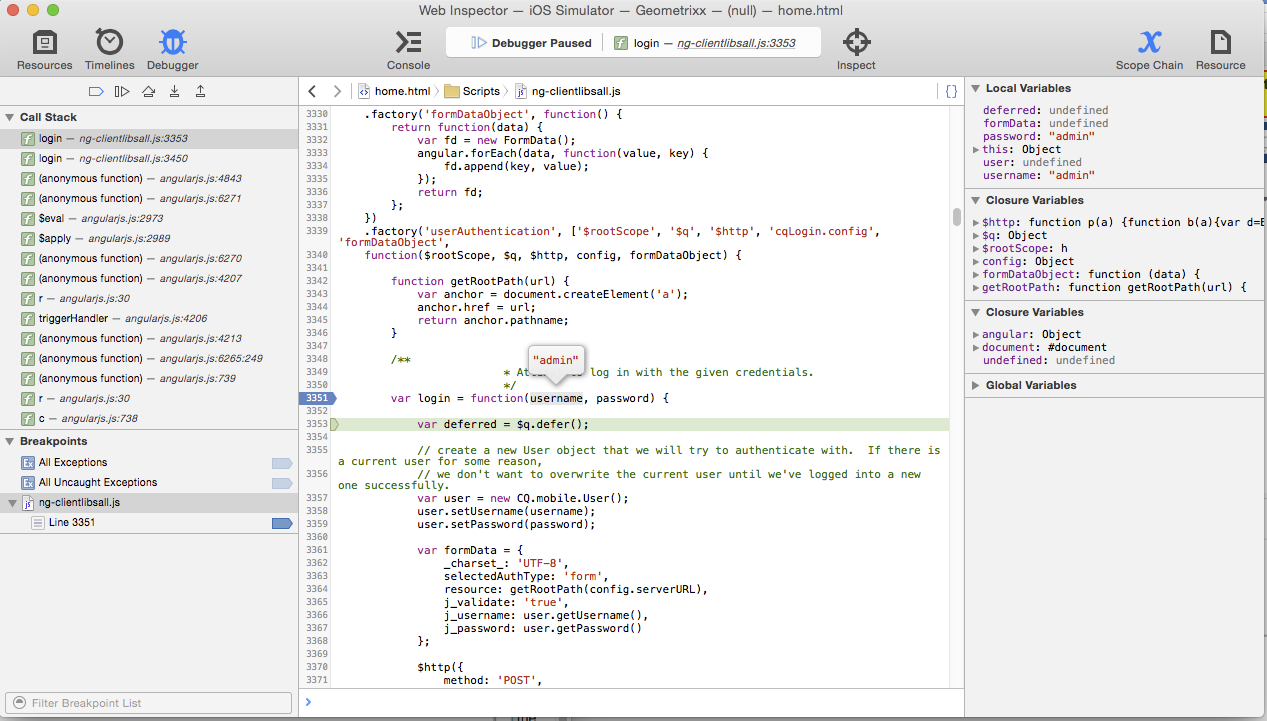 Web Inspector — iOS Simulator — Geometrixx — (null) — home.html
Resources
Timelines
Debugger
Console
Debugger Paused
login — ng-clientlibsall.js:3353
Inspect
Scope Chain
Resource
Call Stack
login — ng-clientlibsall.js:3353
login — ng-clientlibsall.js:3450
(anonymous function) — angularjs.js:4843
(anonymous function) — angularjs.js:6271
$eval — angularjs.js:2973
$apply — angularjs.js:2989
(anonymous function) — angularjs.js:6270
(anonymous function) — angularjs.js:4207
r — angularjs.js:30
triggerHandler — angularjs.js:4206
(anonymous function) — angularjs.js:4213
(anonymous function) — angularjs.js:6265:249
(anonymous function) — angularjs.js:739
r — angularjs.js:30
c — angularjs.js:738
Breakpoints
All Exceptions
All Uncaught Exceptions
ng-clientlibsall.js
Line 3351
Filter Breakpoint List
home.html
Scripts
ng-clientlibsall.js
{}
3330 .factory('formDataObject', function() {
3331 return function(data) {
3332 var fd = new FormData();
3333 angular.forEach(data, function(value, key) {
3334 fd.append(key, value);
3335 });
3336 return fd;
3337 };
3338 })
3339 .factory('userAuthentication', ['$rootScope', '$q', '$http', 'cqLogin.config',
'formDataObject',
3340 function($rootScope, $q, $http, config, formDataObject) {
3341
3342 function getRootPath(url) {
3343 var anchor = document.createElement('a');
3344 anchor.href = url;
3345 return anchor.pathname;
3346 }
3347
3348 /**
"admin"
3349 * log in with the given credentials.
3350 */
3351 var login = function(username, password) {
3352
3353 var deferred = $q.defer();
3354
3355 // create a new User object that we will try to authenticate with.  If there is
a current user for some reason,
3356 // we don't want to overwrite the current user until we've logged into a new
one successfully.
3357 var user = new CQ.mobile.User();
3358 user.setUsername(username);
3359 user.setPassword(password);
3360
3361 var formData = {
3362 _charset_: 'UTF-8',
3363 selectedAuthType: 'form',
3364 resource: getRootPath(config.serverURL),
3365 j_validate: 'true',
3366 j_username: user.getUsername(),
3367 j_password: user.getPassword()
3368 };
3369
3370 $http({
3371 method: 'POST',
Local Variables
deferred: undefined
formData: undefined
password: "admin"
this: Object
user: undefined
username: "admin"
Closure Variables
$http: function p(a) {function b(a){var d=E
$q: Object
$rootScope: h
config: Object
formDataObject: function (data) {
getRootPath: function getRootPath(url) {
Closure Variables
angular: Object
document: #document
undefined: undefined
Global Variables